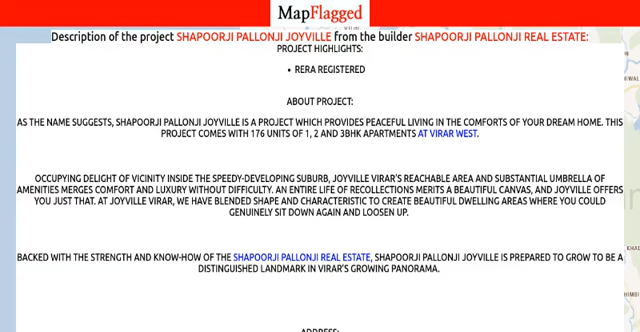 MapFlagged
Description of the project SHAPOORJI PALLONJI JOYVILLE from the builder SHAPOORJI PALLONJI REAL ESTATE:
PROJECT HIGHLIGHTS:
• RERA REGISTERED
ABOUT PROJECT:
AS THE NAME SUGGESTS, SHAPOORJI PALLONJI JOYVILLE IS A PROJECT WHICH PROVIDES PEACEFUL LIVING IN THE COMFORTS OF YOUR DREAM HOME. THIS
PROJECT COMES WITH 176 UNITS OF 1, 2 AND 3BHK APARTMENTS AT VIRAR WEST.
OCCUPYING DELIGHT OF VICINITY INSIDE THE SPEEDY-DEVELOPING SUBURB, JOYVILLE VIRAR'S REACHABLE AREA AND SUBSTANTIAL UMBRELLA OF
AMENITIES MERGES COMFORT AND LUXURY WITHOUT DIFFICULTY. AN ENTIRE LIFE OF RECOLLECTIONS MERITS A BEAUTIFUL CANVAS, AND JOYVILLE OFFERS
YOU JUST THAT. AT JOYVILLE VIRAR, WE HAVE BLENDED SHAPE AND CHARACTERISTIC TO CREATE BEAUTIFUL DWELLING AREAS WHERE YOU COULD
GENUINELY SIT DOWN AGAIN AND LOOSEN UP.
BACKED WITH THE STRENGTH AND KNOW-HOW OF THE SHAPOORJI PALLONJI REAL ESTATE, SHAPOORJI PALLONJI JOYVILLE IS PREPARED TO GROW TO BE A
DISTINGUISHED LANDMARK IN VIRAR'S GROWING PANORAMA.
ADDRESS: